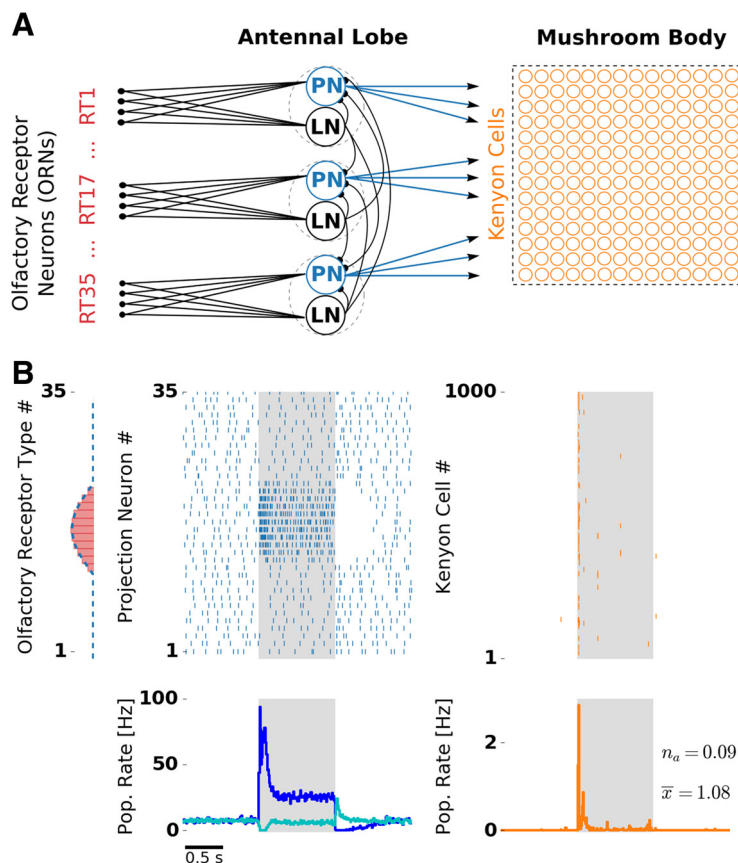 A
Antennal Lobe
Mushroom Body
Olfactory Receptor
Neurons (ORNs)
RT1
...
RT17
...
RT35
PN
LN
PN
LN
PN
LN
Kenyon Cells
B
Olfactory Receptor Type #
35
1
Projection Neuron #
35
1
Kenyon Cell #
1000
1
Pop. Rate [Hz]
100
50
0
0.5 s
Pop. Rate [Hz]
2
0
n_a = 0.09
x̅ = 1.08